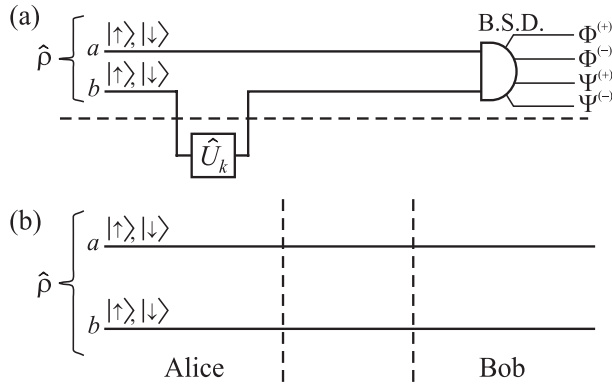 (a)
ρ̂
a |↑⟩,|↓⟩
b |↑⟩,|↓⟩
B.S.D.
Φ⁽⁺⁾
Φ⁽⁻⁾
Ψ⁽⁺⁾
Ψ⁽⁻⁾
Û_k
(b)
ρ̂
a |↑⟩,|↓⟩
b |↑⟩,|↓⟩
Alice Bob